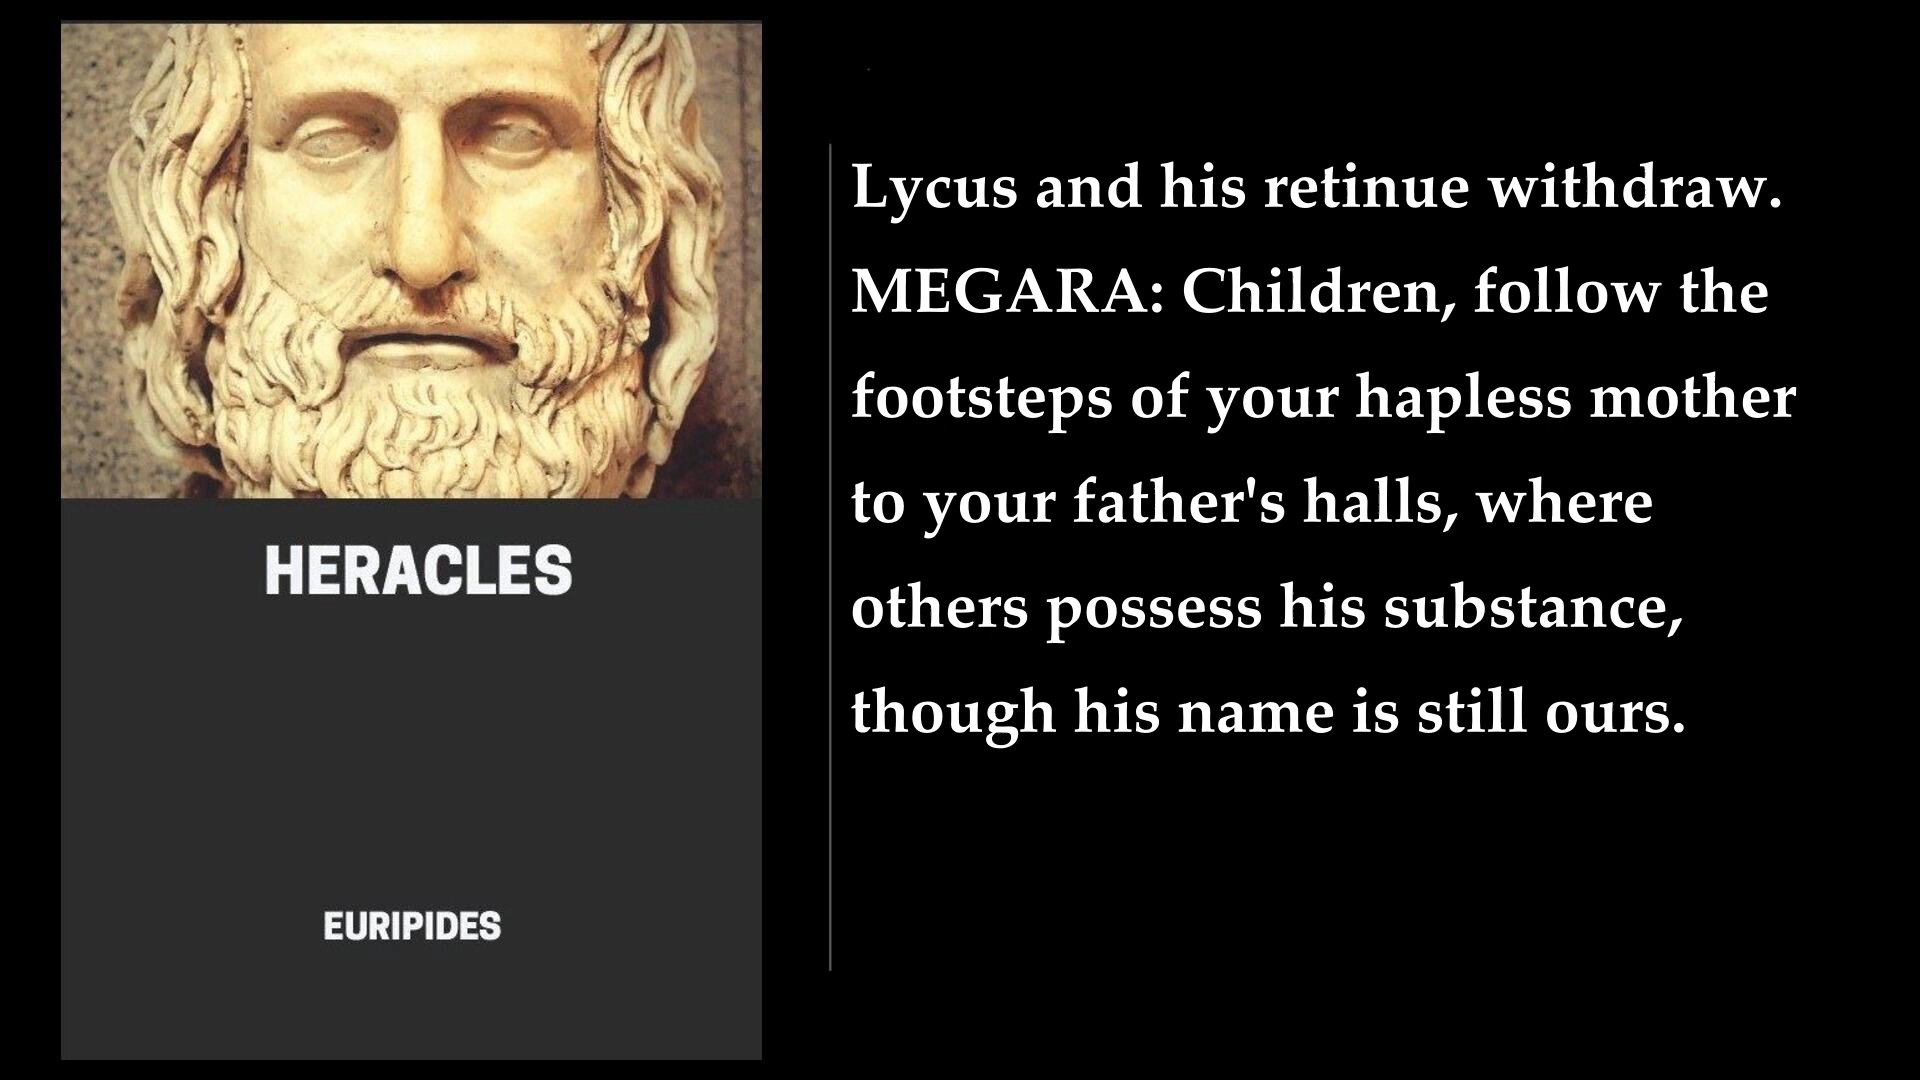 HERACLES
EURIPIDES
Lycus and his retinue withdraw.
MEGARA: Children, follow the
footsteps of your hapless mother
to your father's halls, where
others possess his substance,
though his name is still ours.